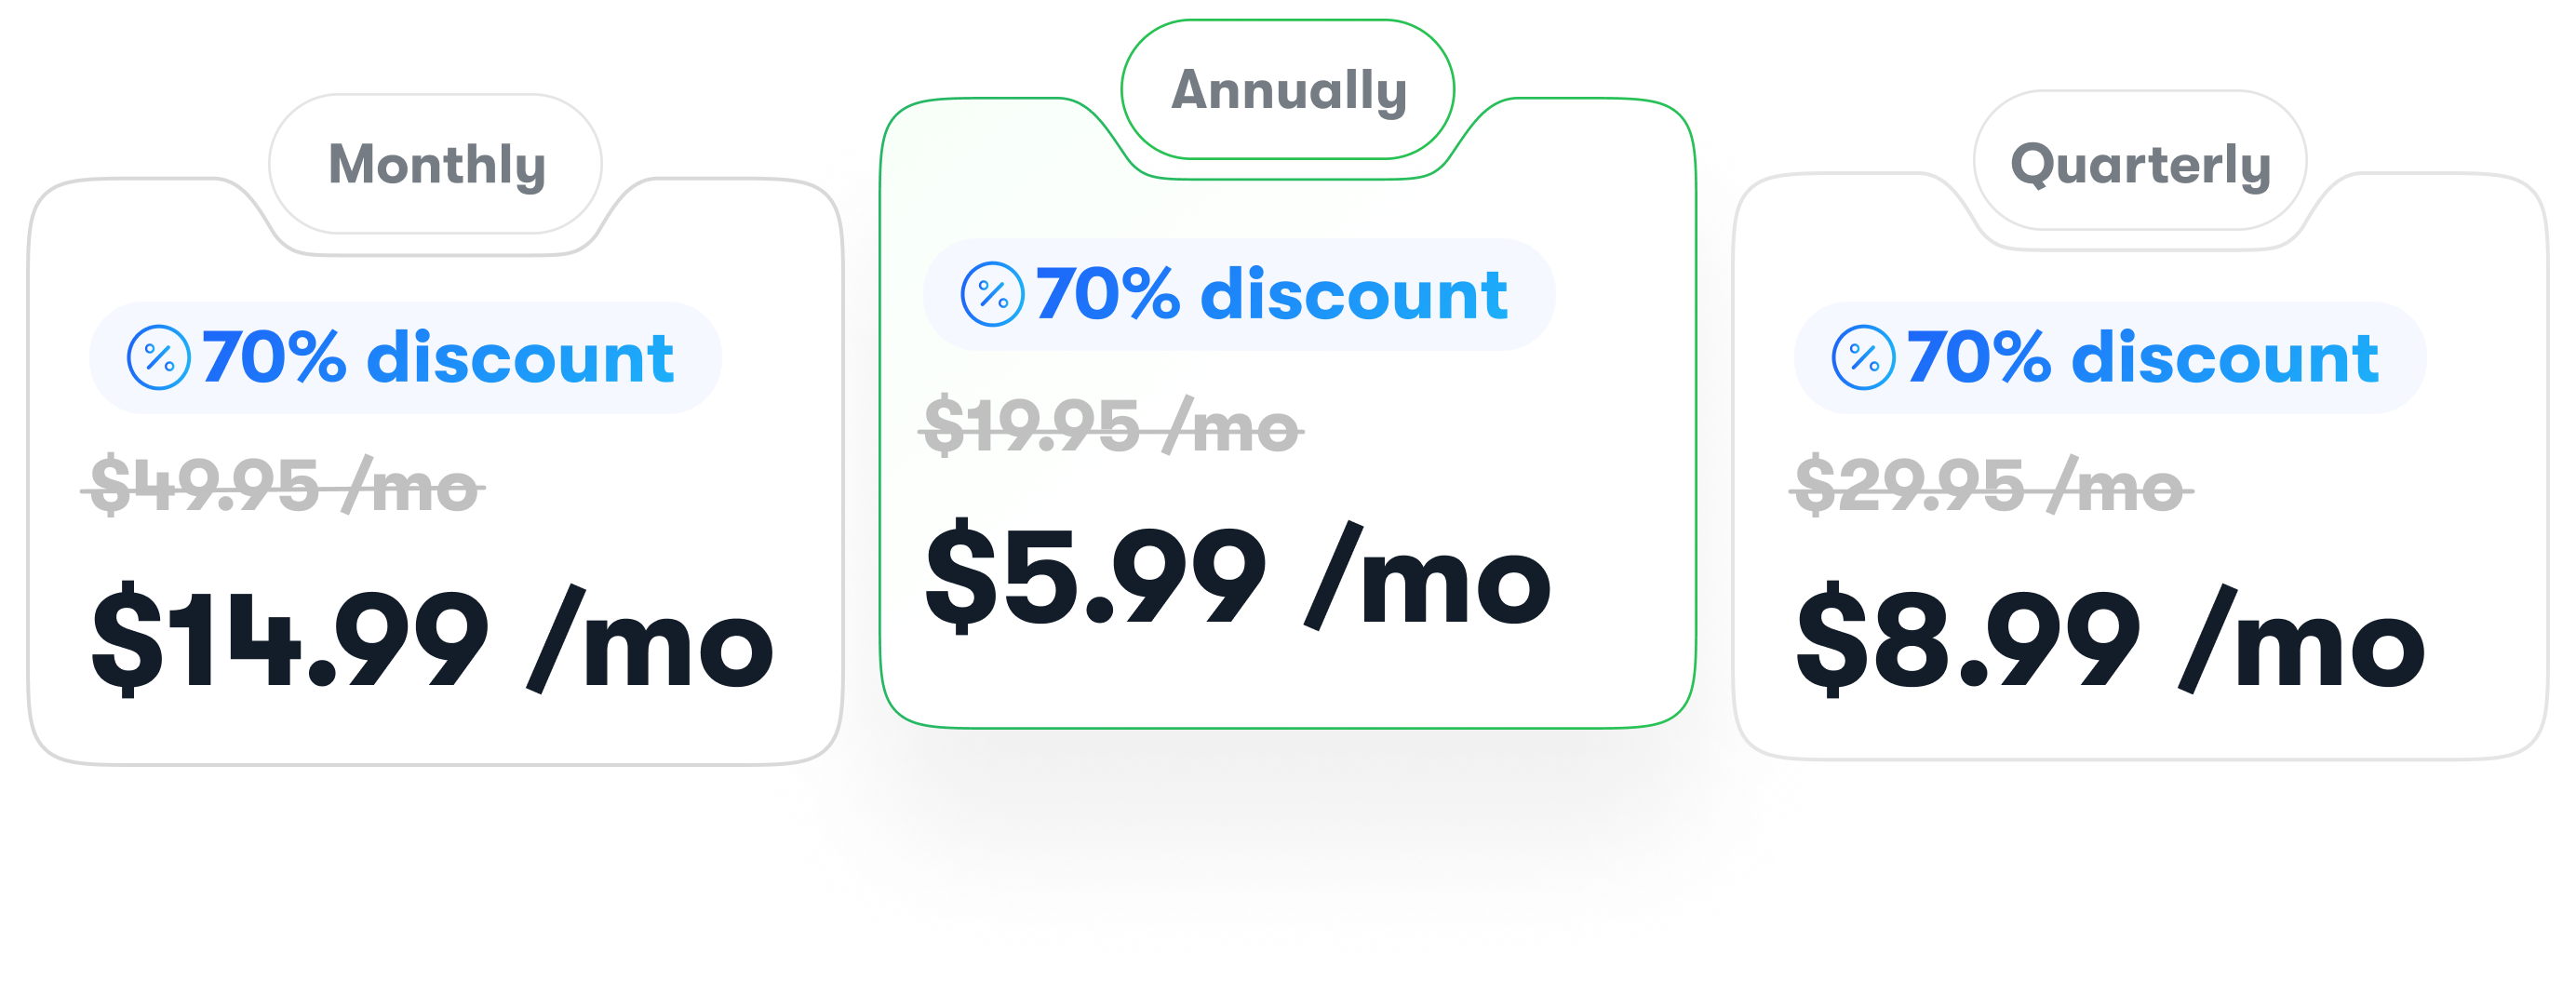 Monthly
70% discount
$49.95 /mo
$14.99 /mo
Annually
70% discount
$19.95 /mo
$5.99 /mo
Quarterly
70% discount
$29.95 /mo
$8.99 /mo